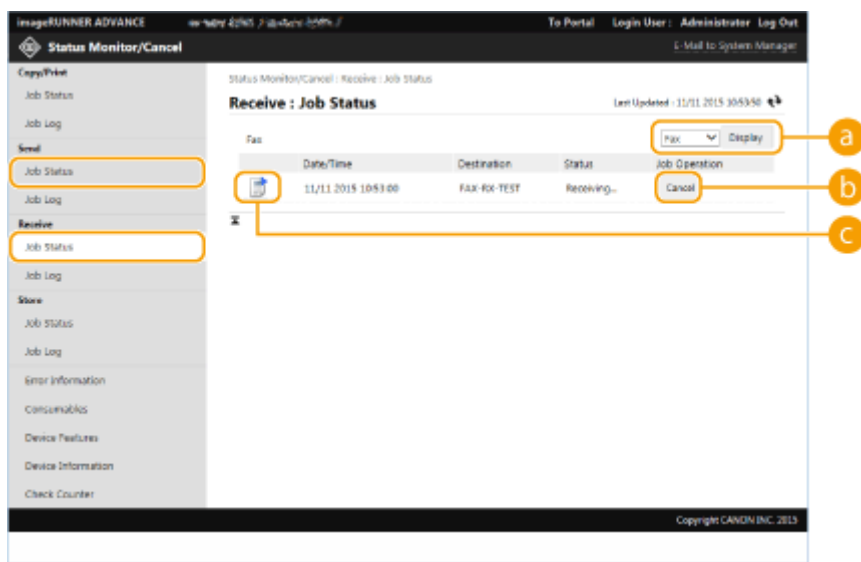 imageRUNNER ADVANCE To Portal Login User : Administrator Log Out
Status Monitor/Cancel E-Mail to System Manager
Copy/Print
Job Status
Job Log
Send
Job Status
Job Log
Receive
Job Status
Job Log
Store
Job Status
Job Log
Error Information
Consumables
Device Features
Device Information
Check Counter
Status Monitor/Cancel : Receive : Job Status
Receive : Job Status Last Updated : 11/11 2015 10:53:50
Fax Fax Display a
Date/Time Destination Status Job Operation
11/11 2015 10:53:00 FAX-RX-TEST Receiving... Cancel b
c
Copyright CANON INC. 2015